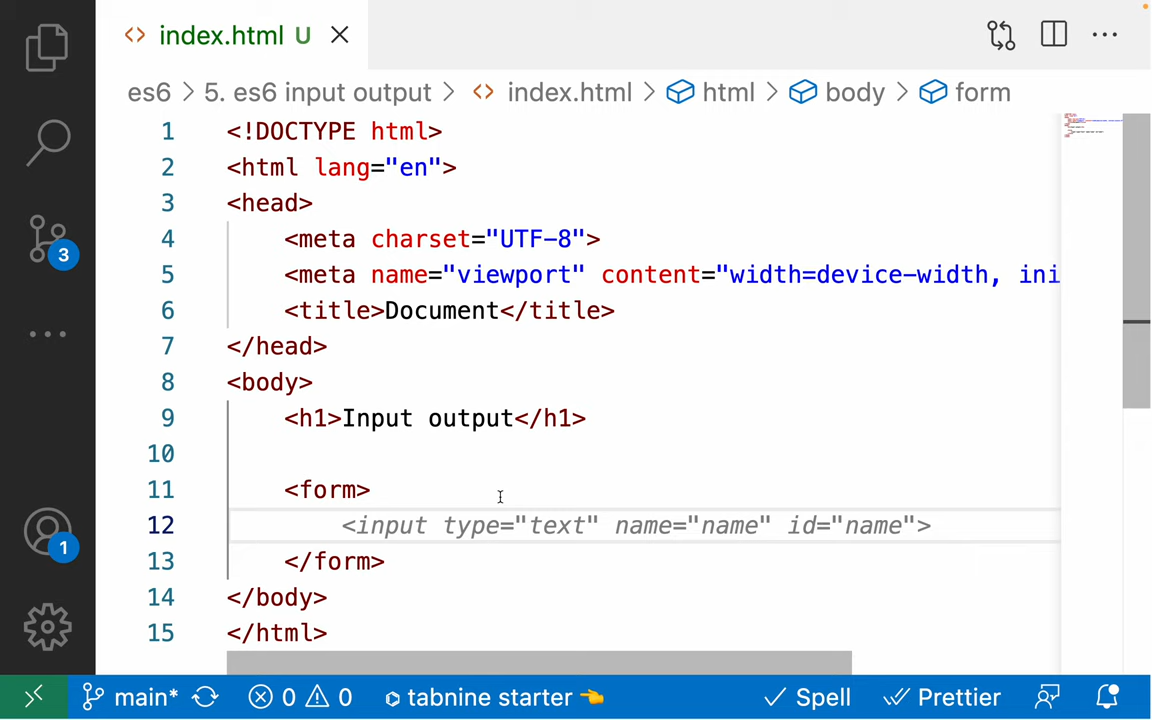 index.html U
es6 > 5. es6 input output > index.html > html > body > form
1 <!DOCTYPE html>
2 <html lang="en">
3 <head>
4 <meta charset="UTF-8">
5 <meta name="viewport" content="width=device-width, ini
6 <title>Document</title>
7 </head>
8 <body>
9 <h1>Input output</h1>
10
11 <form>
12 <input type="text" name="name" id="name">
13 </form>
14 </body>
15 </html>
3
1
main* 0 0 tabnine starter Spell Prettier